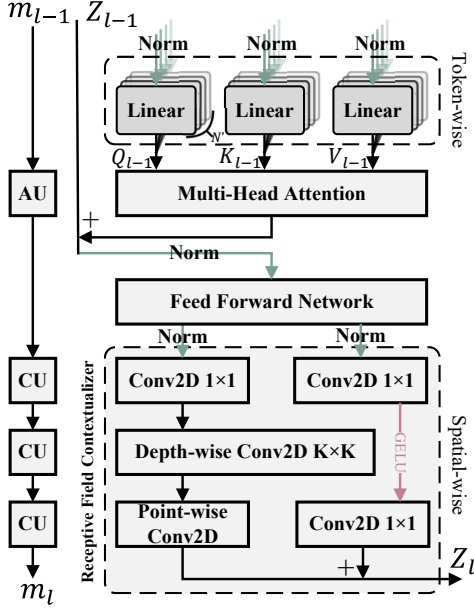 m_{l-1} Z_{l-1}
Norm Norm Norm
Linear Linear Linear
N'
Token-wise
Q_{l-1} K_{l-1} V_{l-1}
AU
Multi-Head Attention
+
Norm
Feed Forward Network
Norm Norm
CU
Conv2D 1×1 Conv2D 1×1
CU
Depth-wise Conv2D K×K
GELU
CU
Point-wise
Conv2D
Conv2D 1×1
Receptive Field Contextualizer
Spatial-wise
+
m_l
Z_l